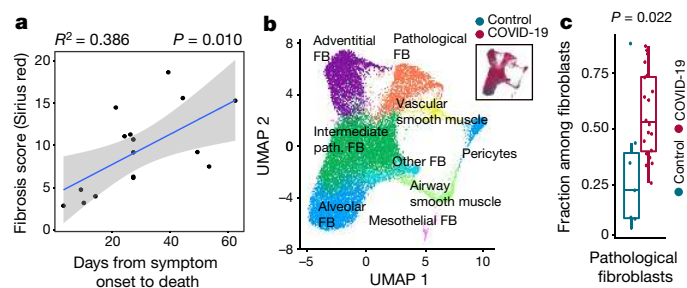 a
R² = 0.386 P = 0.010
Fibrosis score (Sirius red)
20
15
10
5
0
20 40 60
Days from symptom
onset to death
b
Control
COVID-19
Adventitial
FB
Pathological
FB
Vascular
smooth muscle
Intermediate
path. FB
Pericytes
Other FB
Airway
smooth muscle
Alveolar
FB
Mesothelial FB
UMAP 2
8
4
0
−4
−8
−5 0 5 10
UMAP 1
c
P = 0.022
Fraction among fibroblasts
0.75
0.50
0.25
0
Pathological
fibroblasts
Control
COVID-19